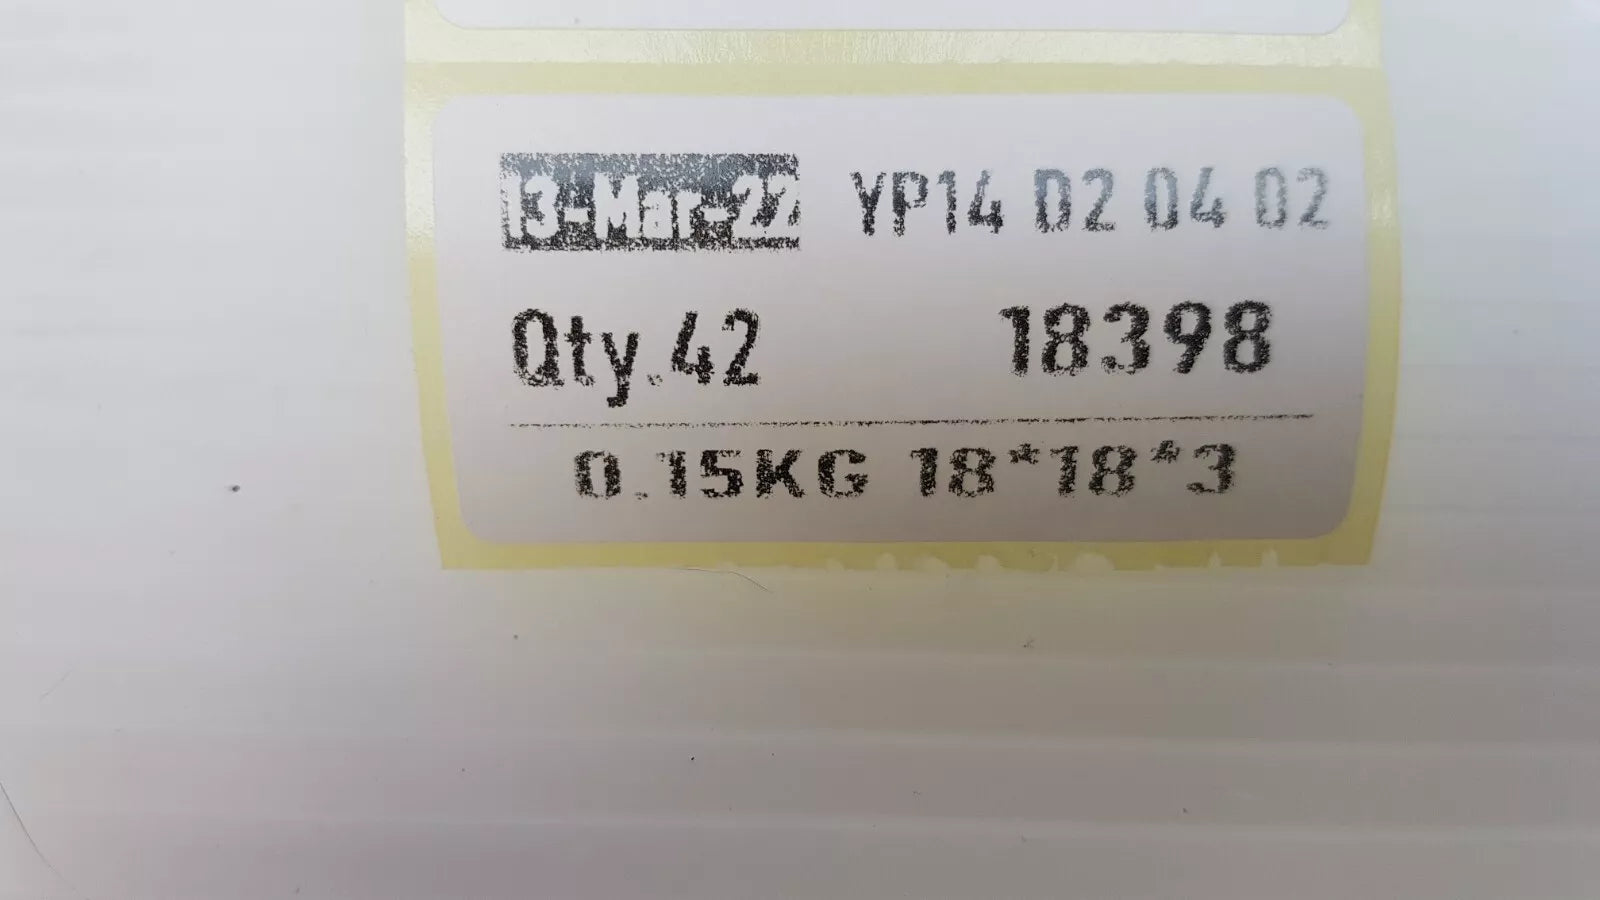 13-Mar-22 YP14 D2 04 02
Qty.42 18398
0.15KG 18*18*3